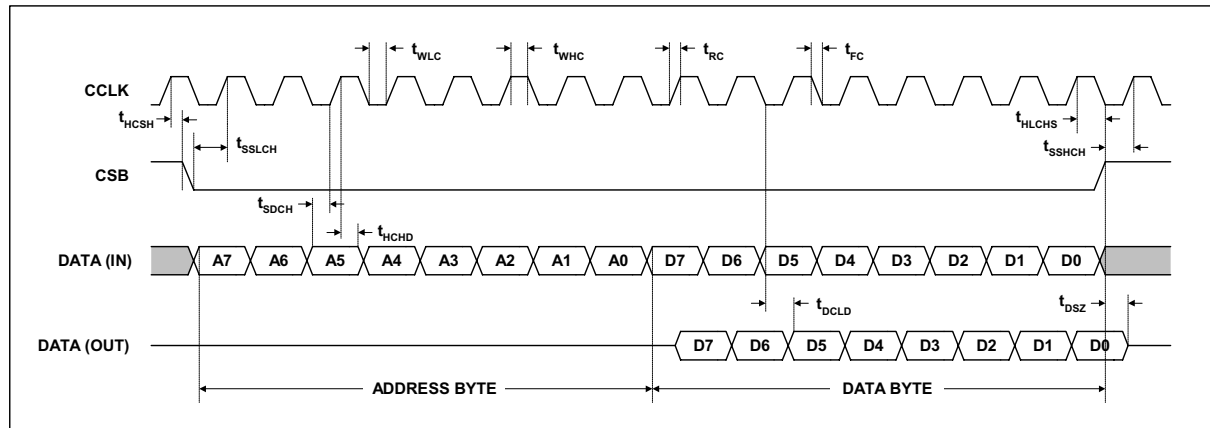 tWLC
tWHC
tRC
tFC
CCLK
tHCSH
tHLCHS
tSSLCH
tSSHCH
CSB
tSDCH
tHCHD
DATA (IN) A7 A6 A5 A4 A3 A2 A1 A0 D7 D6 D5 D4 D3 D2 D1 D0
tDCLD
tDSZ
DATA (OUT) D7 D6 D5 D4 D3 D2 D1 D0
ADDRESS BYTE DATA BYTE